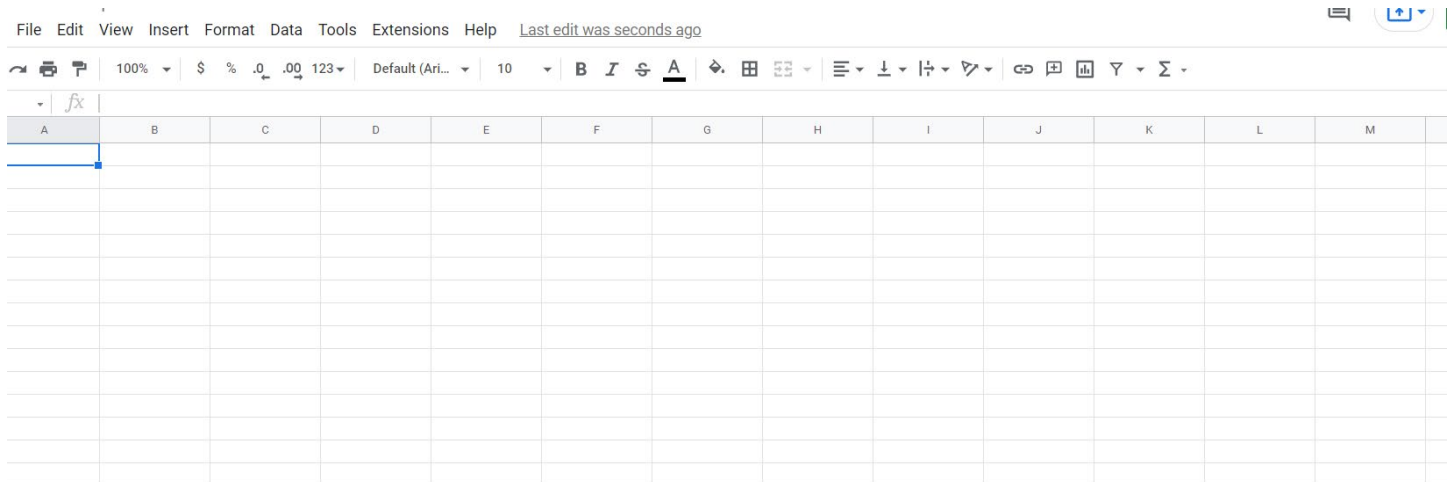 File Edit View Insert Format Data Tools Extensions Help Last edit was seconds ago
100% $ % .0 .00 123 Default (Ari... 10 B I S A
fx
A B C D E F G H I J K L M